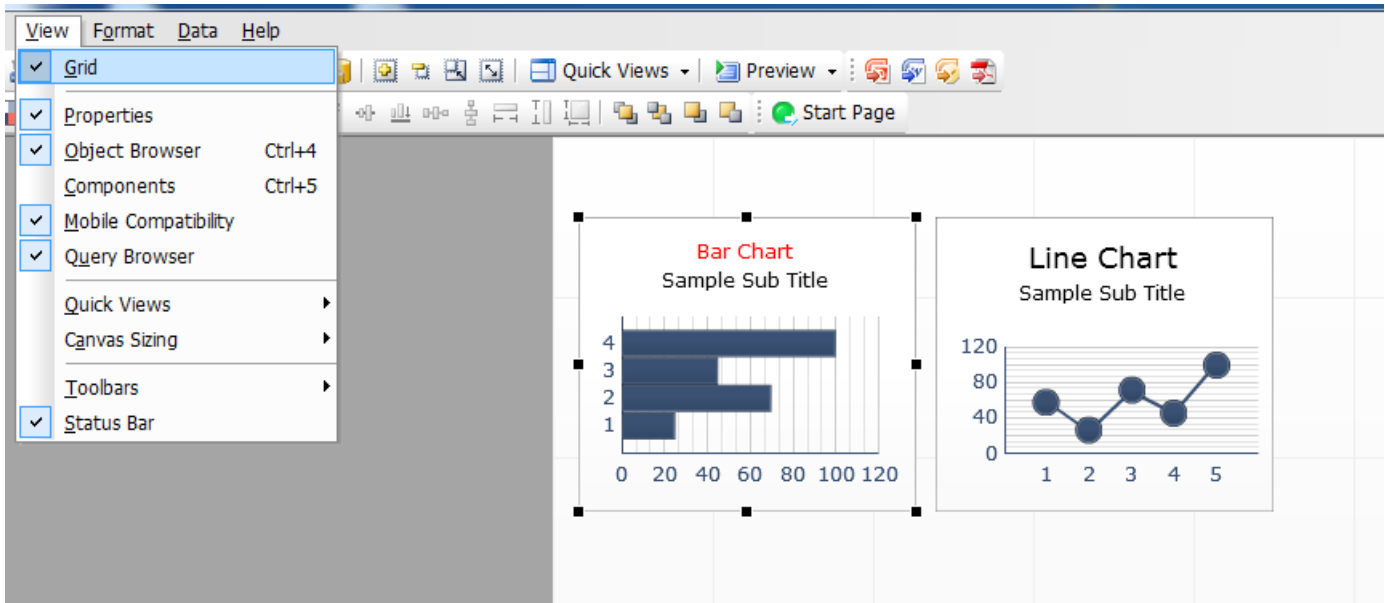 View Format Data Help
Grid
Quick Views
Preview
Properties
Start Page
Object Browser Ctrl+4
Components Ctrl+5
Mobile Compatibility
Query Browser
Quick Views
Canvas Sizing
Toolbars
Status Bar
Bar Chart
Sample Sub Title
4
3
2
1
0 20 40 60 80 100 120
Line Chart
Sample Sub Title
120
80
40
0
1 2 3 4 5